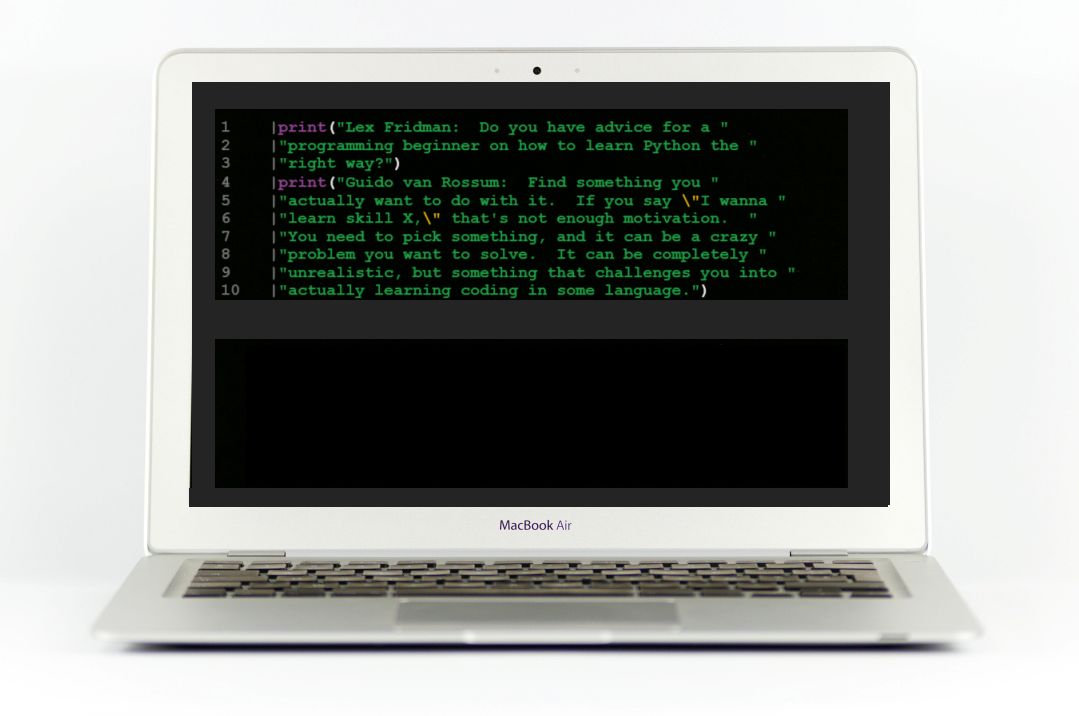 1 |print("Lex Fridman:  Do you have advice for a "
2 |"programming beginner on how to learn Python the "
3 |"right way?")
4 |print("Guido van Rossum:  Find something you "
5 |"actually want to do with it.  If you say \"I wanna "
6 |"learn skill X,\" that's not enough motivation.  "
7 |"You need to pick something, and it can be a crazy "
8 |"problem you want to solve.  It can be completely "
9 |"unrealistic, but something that challenges you into "
10 |"actually learning coding in some language.")
MacBook Air